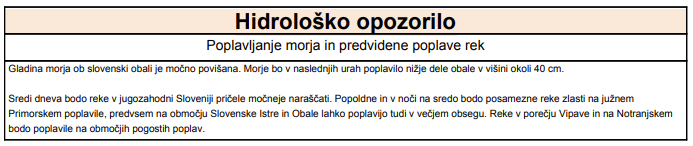 Hidrološko opozorilo
Poplavljanje morja in predvidene poplave rek
Gladina morja ob slovenski obali je močno povišana. Morje bo v naslednjih urah poplavilo nižje dele obale v višini okoli 40 cm.
Sredi dneva bodo reke v jugozahodni Sloveniji pričele močneje naraščati. Popoldne in v noči na sredo bodo posamezne reke zlasti na južnem
Primorskem poplavile, predvsem na območju Slovenske Istre in Obale lahko poplavijo tudi v večjem obsegu. Reke v porečju Vipave in na Notranjskem
bodo poplavile na območjih pogostih poplav.